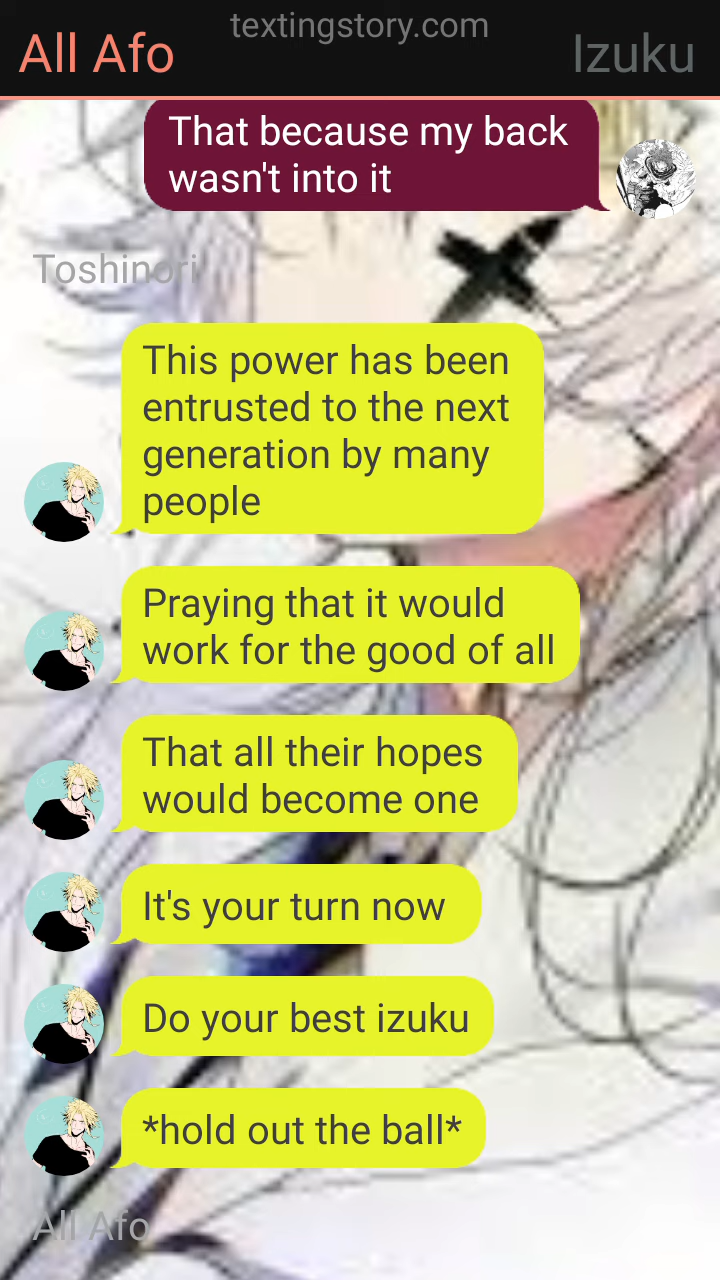 textingstory.com
All Afo
Izuku
That because my back
wasn't into it
Toshinori
This power has been
entrusted to the next
generation by many
people
Praying that it would
work for the good of all
That all their hopes
would become one
It's your turn now
Do your best izuku
*hold out the ball*
All Afo